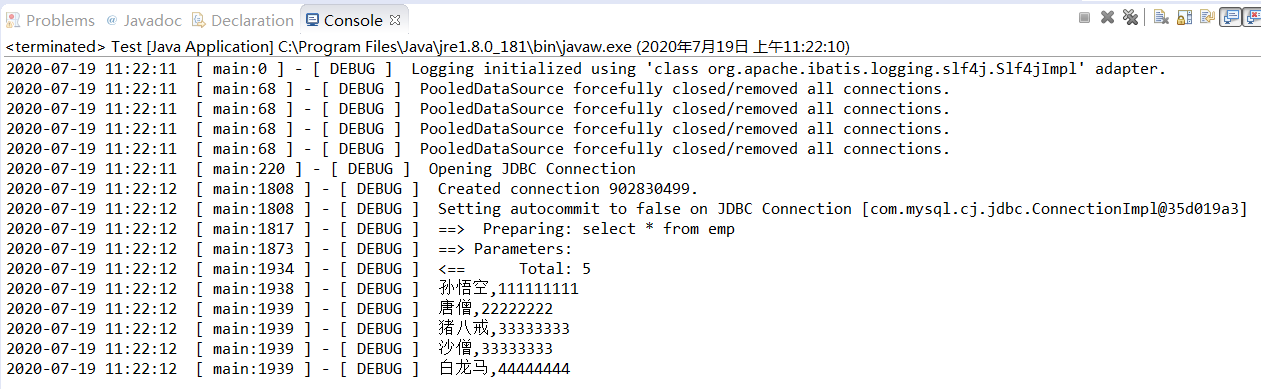 Problems @ Javadoc Declaration Console
<terminated> Test [Java Application] C:\Program Files\Java\jre1.8.0_181\bin\javaw.exe (2020年7月19日 上午11:22:10)
2020-07-19 11:22:11  [ main:0 ] - [ DEBUG ]  Logging initialized using 'class org.apache.ibatis.logging.slf4j.Slf4jImpl' adapter.
2020-07-19 11:22:11  [ main:68 ] - [ DEBUG ]  PooledDataSource forcefully closed/removed all connections.
2020-07-19 11:22:11  [ main:68 ] - [ DEBUG ]  PooledDataSource forcefully closed/removed all connections.
2020-07-19 11:22:11  [ main:68 ] - [ DEBUG ]  PooledDataSource forcefully closed/removed all connections.
2020-07-19 11:22:11  [ main:68 ] - [ DEBUG ]  PooledDataSource forcefully closed/removed all connections.
2020-07-19 11:22:11  [ main:220 ] - [ DEBUG ]  Opening JDBC Connection
2020-07-19 11:22:12  [ main:1808 ] - [ DEBUG ]  Created connection 902830499.
2020-07-19 11:22:12  [ main:1808 ] - [ DEBUG ]  Setting autocommit to false on JDBC Connection [com.mysql.cj.jdbc.ConnectionImpl@35d019a3]
2020-07-19 11:22:12  [ main:1817 ] - [ DEBUG ]  ==>  Preparing: select * from emp
2020-07-19 11:22:12  [ main:1873 ] - [ DEBUG ]  ==> Parameters:
2020-07-19 11:22:12  [ main:1934 ] - [ DEBUG ]  <==      Total: 5
2020-07-19 11:22:12  [ main:1938 ] - [ DEBUG ]  孙悟空,111111111
2020-07-19 11:22:12  [ main:1939 ] - [ DEBUG ]  唐僧,22222222
2020-07-19 11:22:12  [ main:1939 ] - [ DEBUG ]  猪八戒,33333333
2020-07-19 11:22:12  [ main:1939 ] - [ DEBUG ]  沙僧,33333333
2020-07-19 11:22:12  [ main:1939 ] - [ DEBUG ]  白龙马,44444444